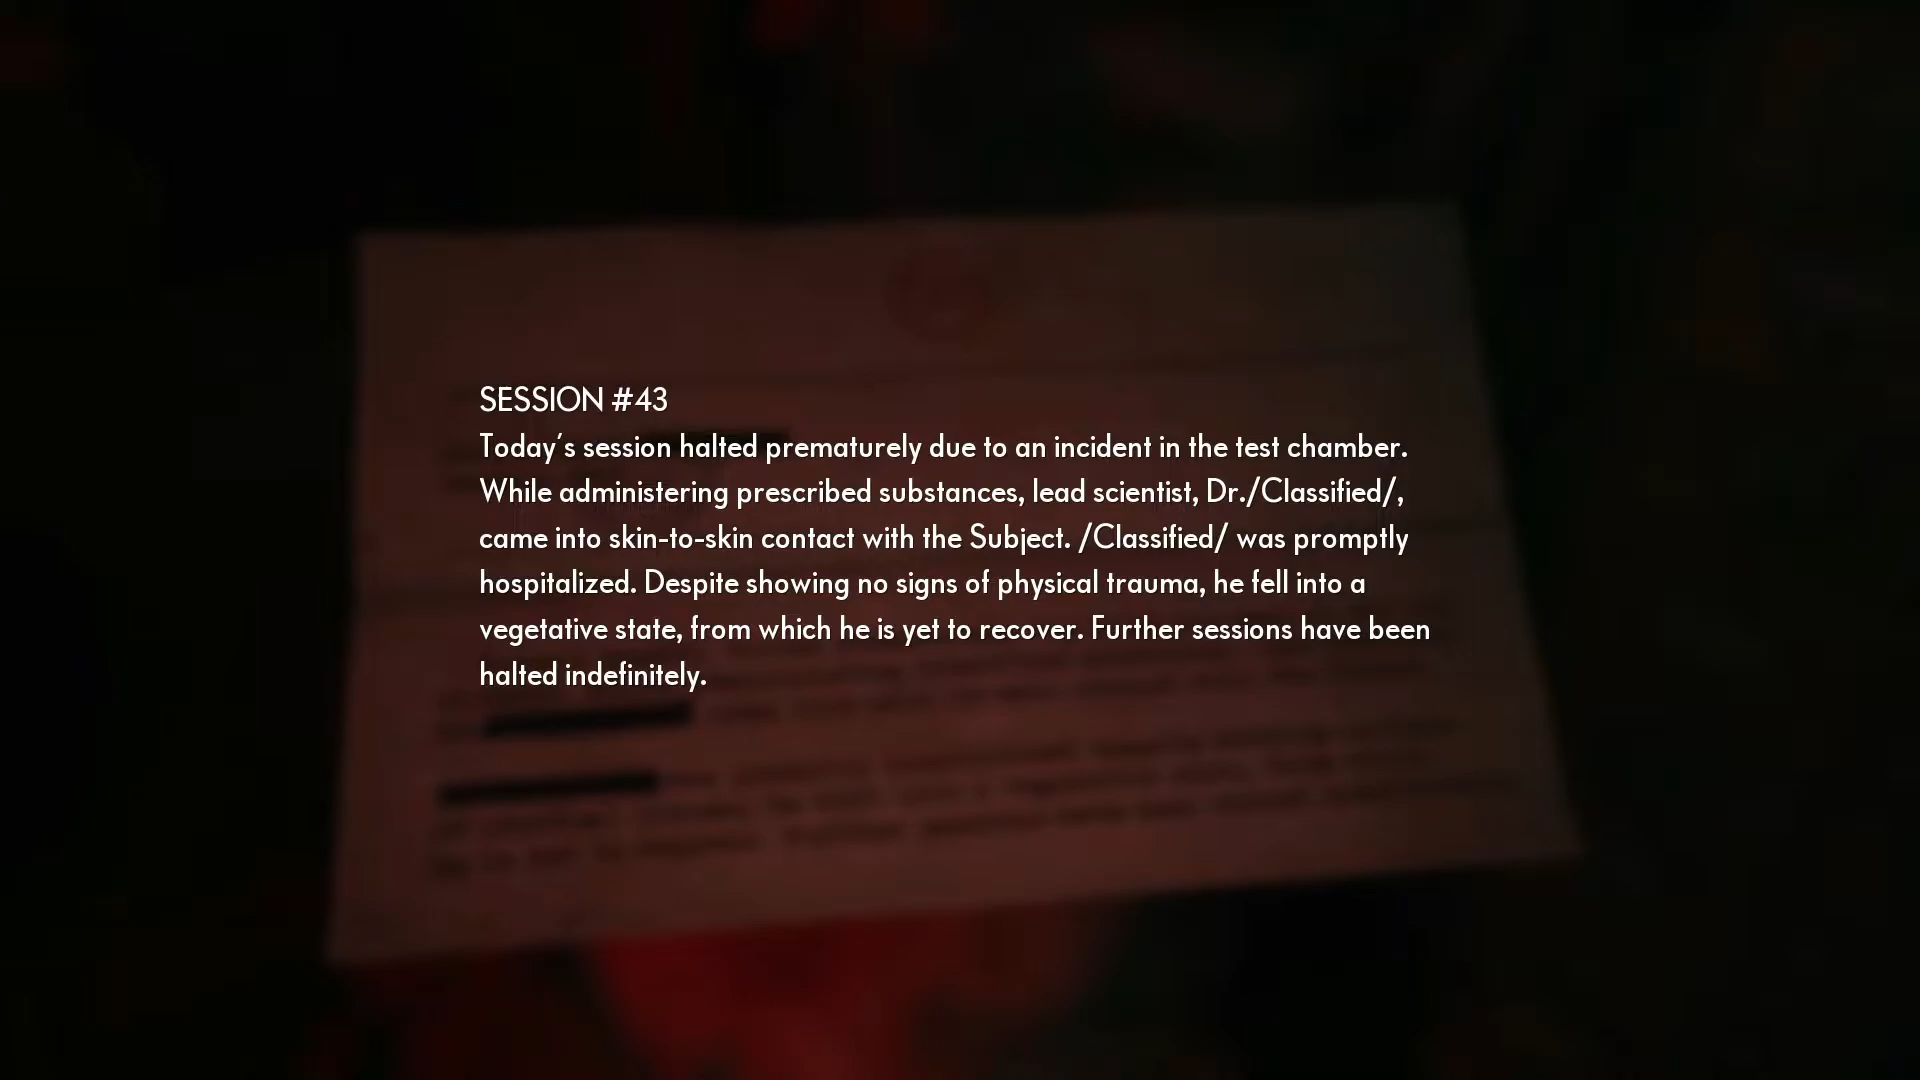 SESSION #43
Today's session halted prematurely due to an incident in the test chamber.
While administering prescribed substances, lead scientist, Dr./Classified/,
came into skin-to-skin contact with the Subject. /Classified/ was promptly
hospitalized. Despite showing no signs of physical trauma, he fell into a
vegetative state, from which he is yet to recover. Further sessions have been
halted indefinitely.